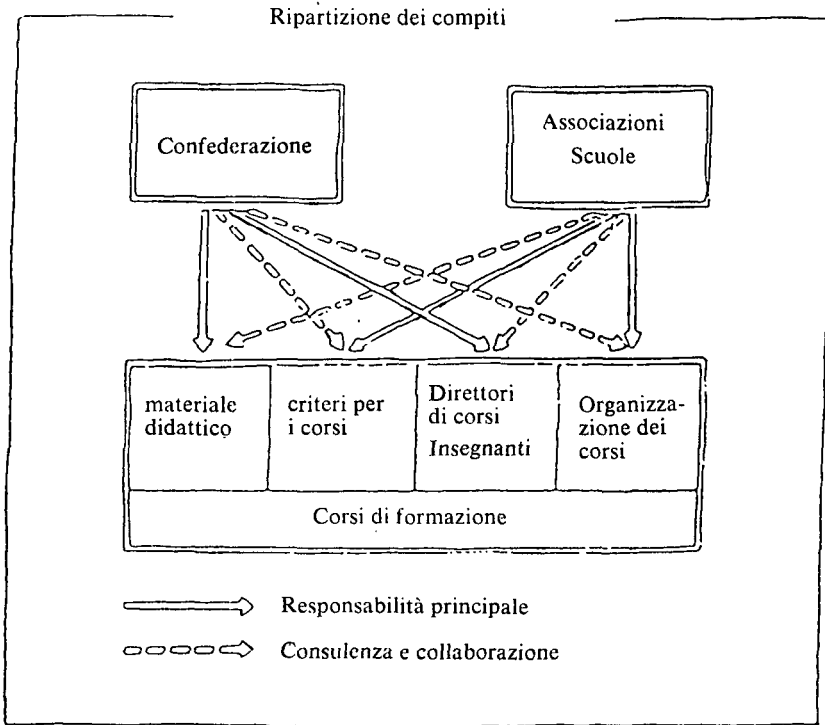 Ripartizione dei compiti
Confederazione
Associazioni
Scuole
materiale
didattico
criteri per
i corsi
Direttori
di corsi
Insegnanti
Organizza-
zione dei
corsi
Corsi di formazione
Responsabilità principale
Consulenza e collaborazione